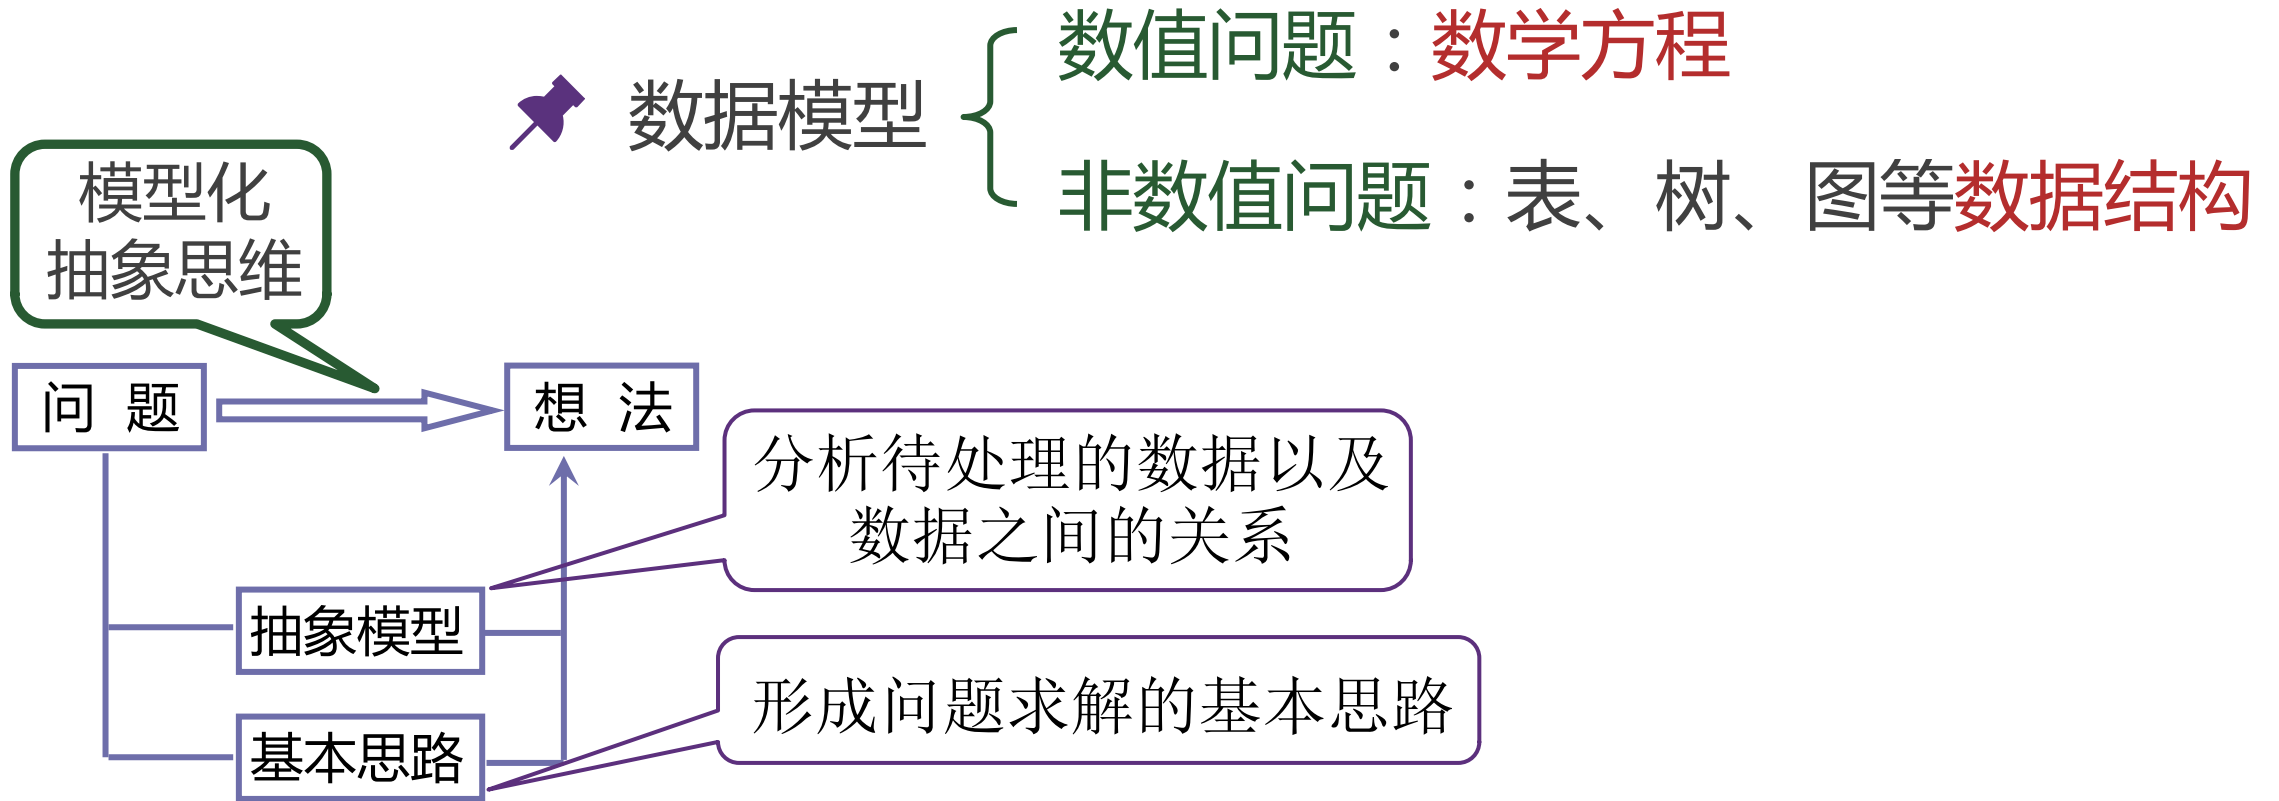 数值问题：数学方程
数据模型
非数值问题：表、树、图等数据结构
模型化
抽象思维
问 题
想 法
分析待处理的数据以及
数据之间的关系
抽象模型
形成问题求解的基本思路
基本思路